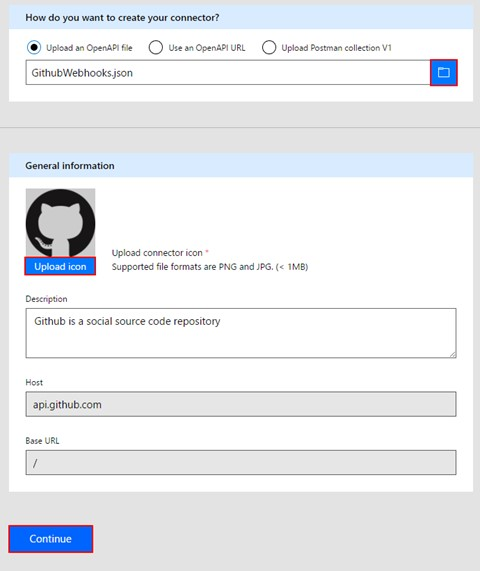 How do you want to create your connector?
Upload an OpenAPI file Use an OpenAPI URL Upload Postman collection V1
GithubWebhooks.json
General information
Upload icon
Upload connector icon *
Supported file formats are PNG and JPG. (< 1MB)
Description
Github is a social source code repository
Host
api.github.com
Base URL
/
Continue